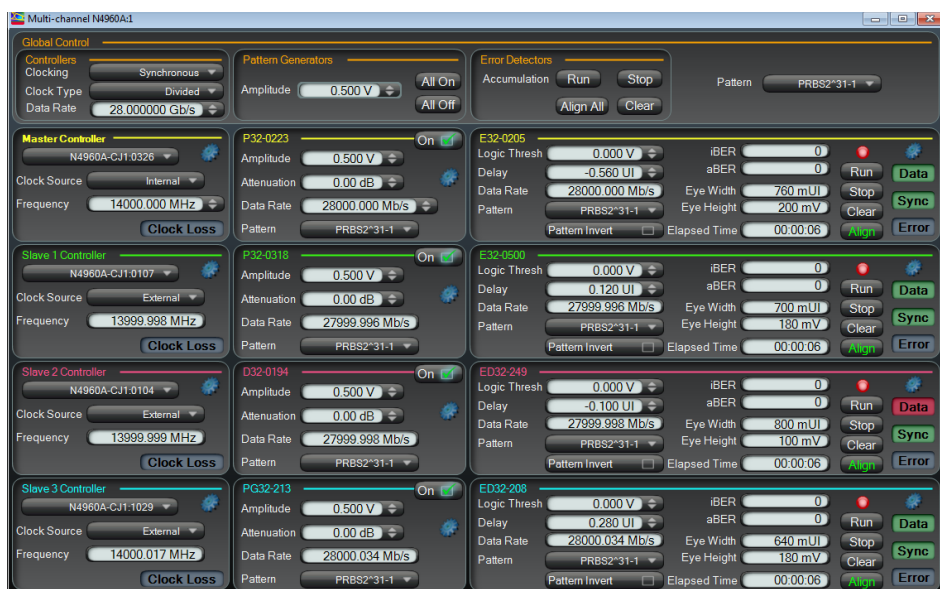 Multi-channel N4960A:1
Global Control
Controllers
Clocking Synchronous
Clock Type Divided
Data Rate 28.000000 Gb/s
Pattern Generators
Amplitude 0.500 V
All On
All Off
Error Detectors
Accumulation Run Stop
Align All Clear
Pattern PRBS2^31-1
Master Controller
N4960A-CJ1:0326
Clock Source Internal
Frequency 14000.000 MHz
Clock Loss
P32-0223 On
Amplitude 0.500 V
Attenuation 0.00 dB
Data Rate 28000.000 Mb/s
Pattern PRBS2^31-1
E32-0205
Logic Thresh 0.000 V iBER 0
Delay -0.560 UI aBER 0 Run Data
Data Rate 28000.000 Mb/s Eye Width 760 mUI Stop
Pattern PRBS2^31-1 Eye Height 200 mV Clear Sync
Pattern Invert Elapsed Time 00:00:06 Align Error
Slave 1 Controller
N4960A-CJ1:0107
Clock Source External
Frequency 13999.998 MHz
Clock Loss
P32-0318 On
Amplitude 0.500 V
Attenuation 0.00 dB
Data Rate 27999.996 Mb/s
Pattern PRBS2^31-1
E32-0500
Logic Thresh 0.000 V iBER 0
Delay 0.120 UI aBER 0 Run Data
Data Rate 27999.996 Mb/s Eye Width 700 mUI Stop
Pattern PRBS2^31-1 Eye Height 180 mV Clear Sync
Pattern Invert Elapsed Time 00:00:06 Align Error
Slave 2 Controller
N4960A-CJ1:0104
Clock Source External
Frequency 13999.999 MHz
Clock Loss
D32-0194 On
Amplitude 0.500 V
Attenuation 0.00 dB
Data Rate 27999.998 Mb/s
Pattern PRBS2^31-1
ED32-249
Logic Thresh 0.000 V iBER 0
Delay -0.100 UI aBER 0 Run Data
Data Rate 27999.998 Mb/s Eye Width 800 mUI Stop
Pattern PRBS2^31-1 Eye Height 100 mV Clear Sync
Pattern Invert Elapsed Time 00:00:06 Align Error
Slave 3 Controller
N4960A-CJ1:1029
Clock Source External
Frequency 14000.017 MHz
Clock Loss
PG32-213 On
Amplitude 0.500 V
Attenuation 0.00 dB
Data Rate 28000.034 Mb/s
Pattern PRBS2^31-1
ED32-208
Logic Thresh 0.000 V iBER 0
Delay 0.280 UI aBER 0 Run Data
Data Rate 28000.034 Mb/s Eye Width 640 mUI Stop
Pattern PRBS2^31-1 Eye Height 180 mV Clear Sync
Pattern Invert Elapsed Time 00:00:06 Align Error